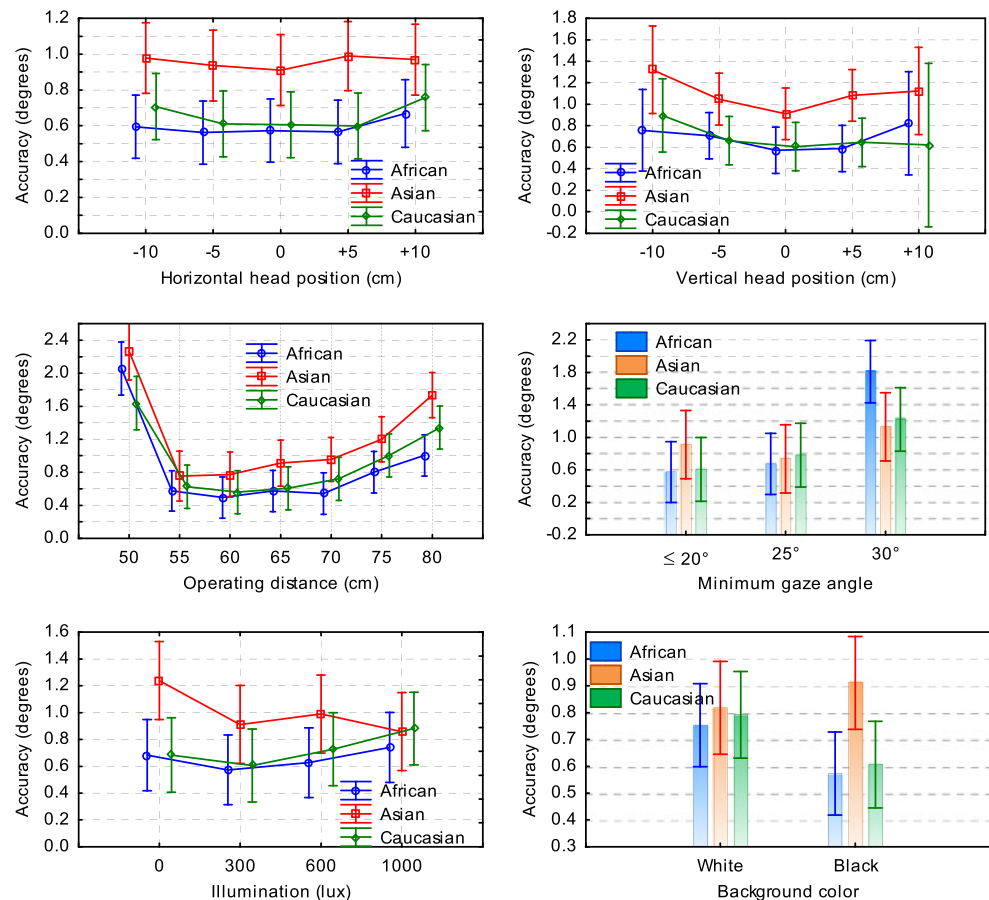 Accuracy (degrees)
1.2
1.0
0.8
0.6
0.4
0.2
0.0
African
Asian
Caucasian
-10 -5 0 +5 +10
Horizontal head position (cm)
Accuracy (degrees)
1.8
1.6
1.4
1.2
1.0
0.8
0.6
0.4
0.2
0.0
-0.2
African
Asian
Caucasian
-10 -5 0 +5 +10
Vertical head position (cm)
Accuracy (degrees)
2.4
2.0
1.6
1.2
0.8
0.4
0.0
African
Asian
Caucasian
50 55 60 65 70 75 80
Operating distance (cm)
Accuracy (degrees)
2.2
1.8
1.4
1.0
0.6
0.2
-0.2
African
Asian
Caucasian
≤ 20° 25° 30°
Minimum gaze angle
Accuracy (degrees)
1.6
1.4
1.2
1.0
0.8
0.6
0.4
0.2
0.0
African
Asian
Caucasian
0 300 600 1000
Illumination (lux)
Accuracy (degrees)
1.1
1.0
0.9
0.8
0.7
0.6
0.5
0.4
0.3
African
Asian
Caucasian
White Black
Background color